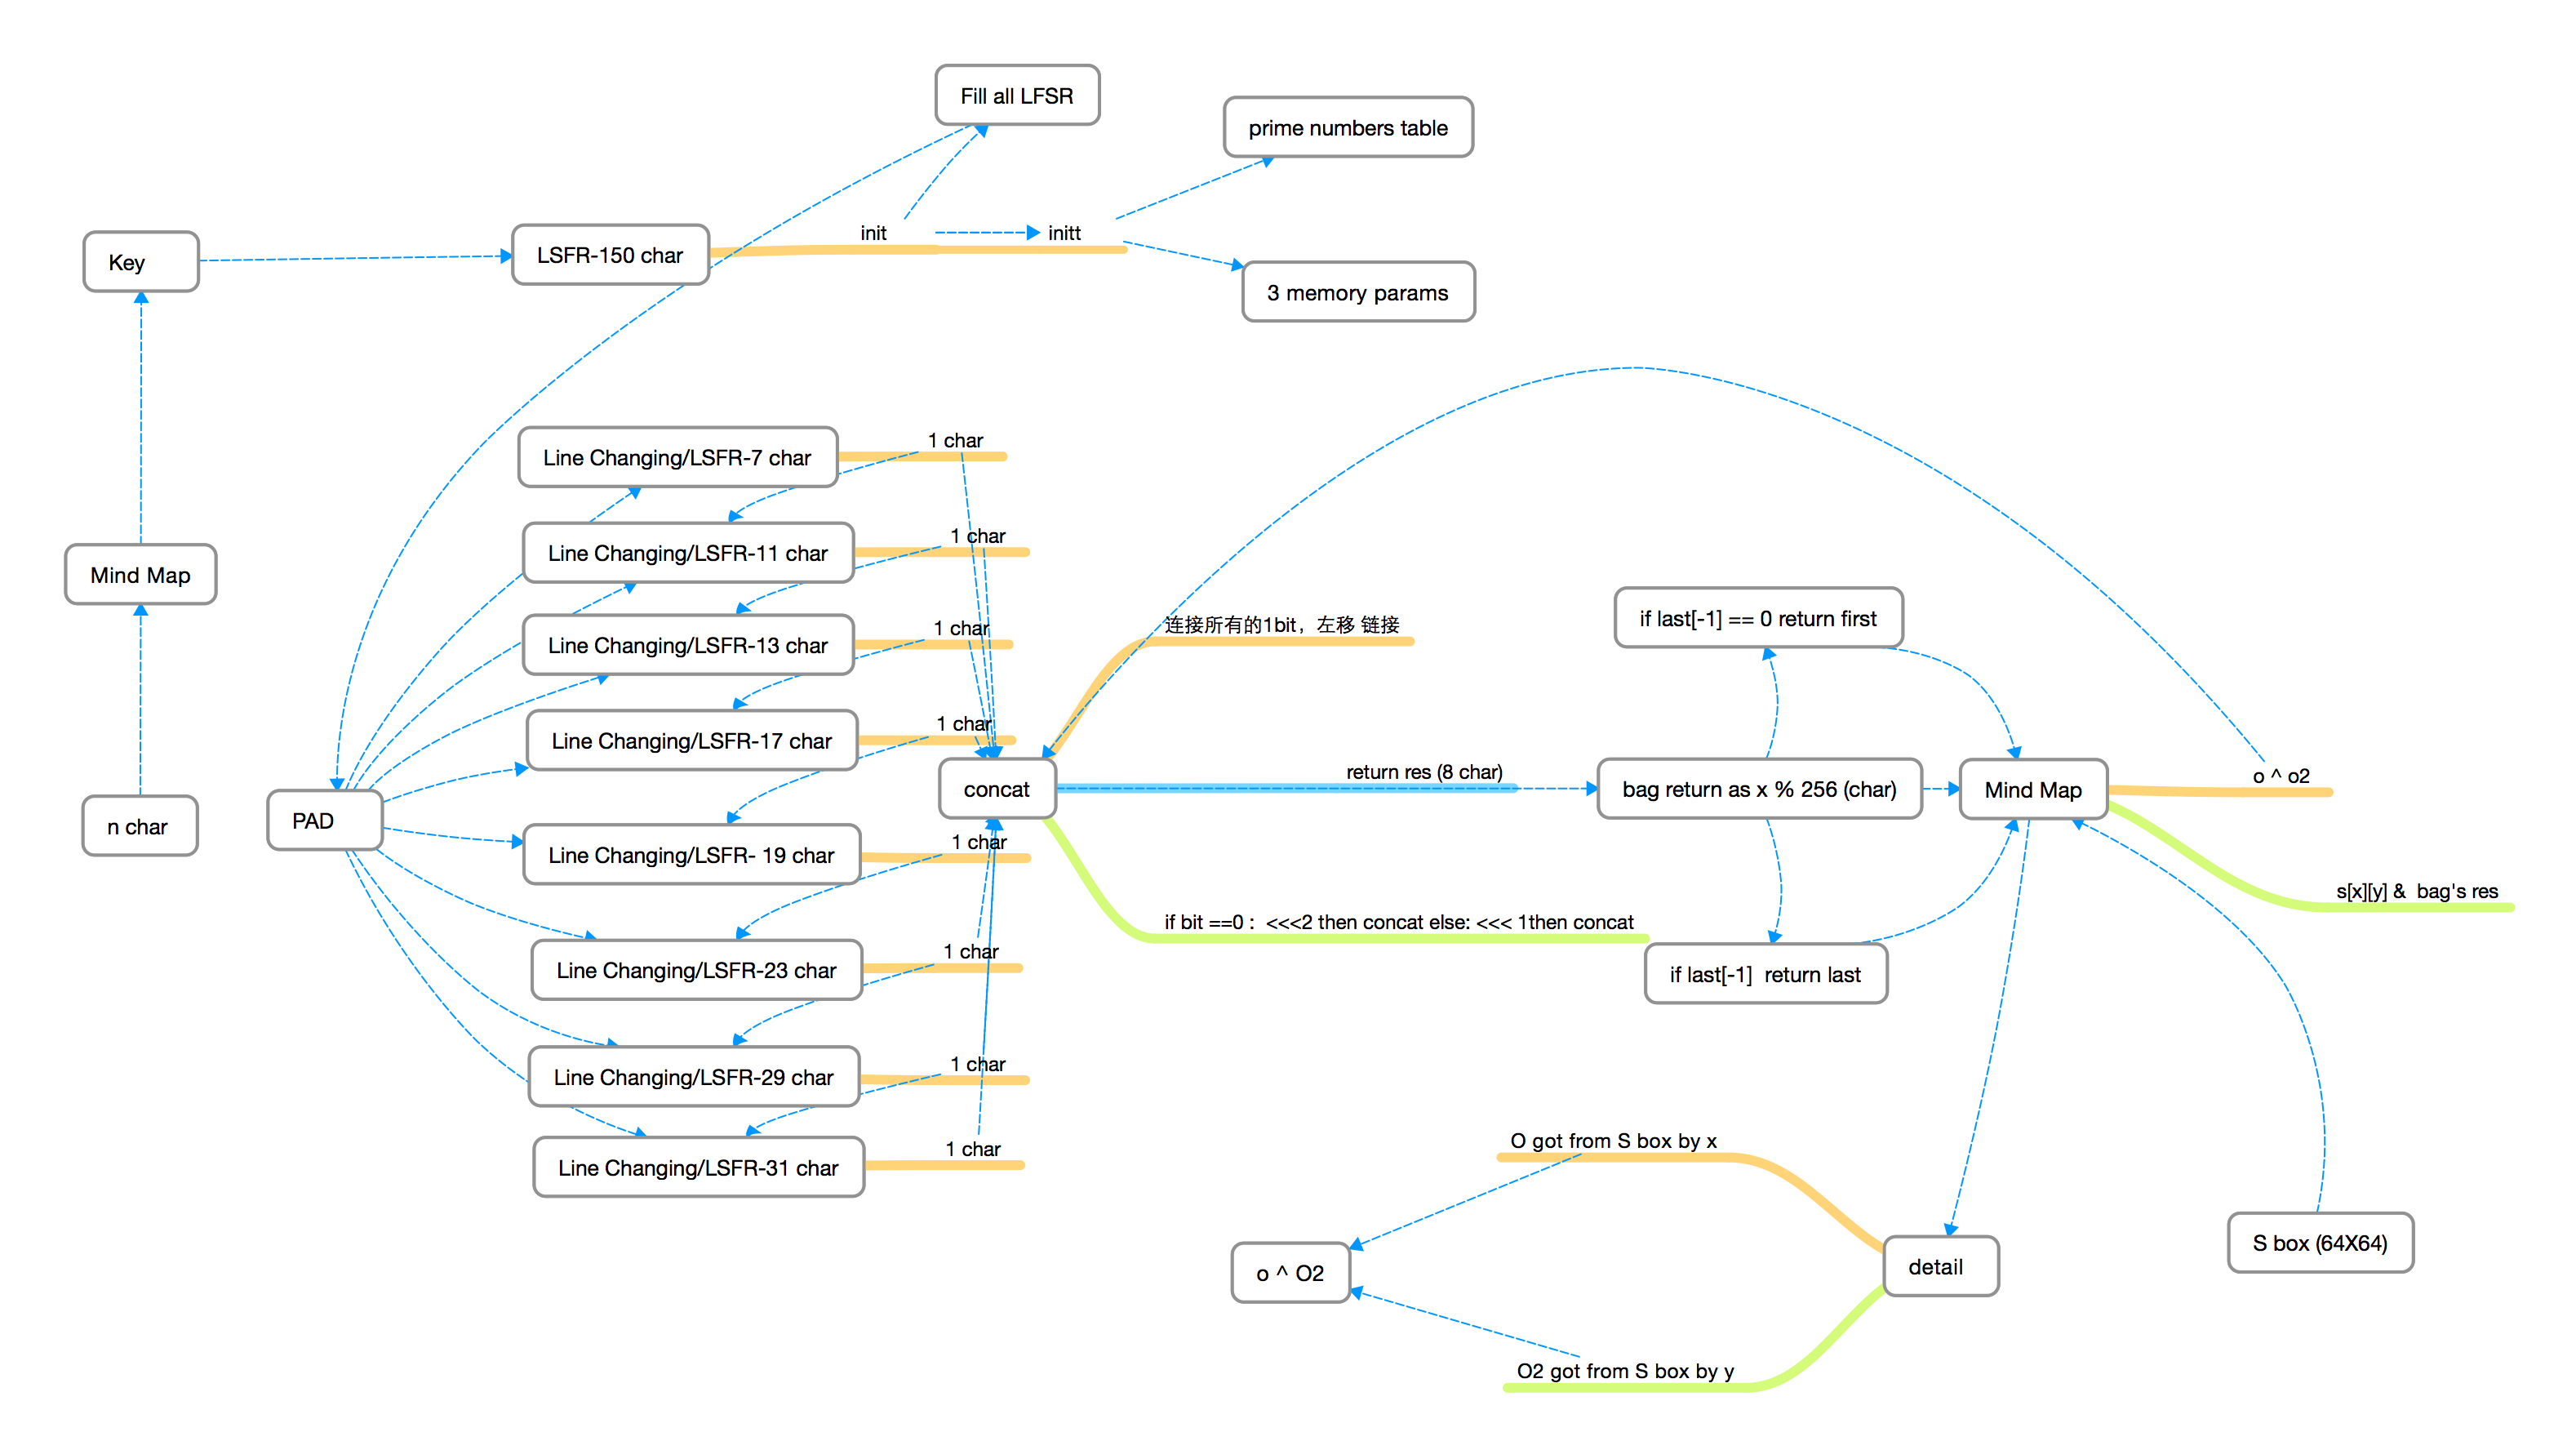 Fill all LFSR
prime numbers table
init
initt
Key
LSFR-150 char
3 memory params
Line Changing/LSFR-7 char
1 char
Line Changing/LSFR-11 char
1 char
Mind Map
Line Changing/LSFR-13 char
1 char
连接所有的1bit，左移 链接
if last[-1] == 0 return first
Line Changing/LSFR-17 char
1 char
return res (8 char)
concat
bag return as x % 256 (char)
Mind Map
o ^ o2
n char
PAD
Line Changing/LSFR- 19 char
1 char
s[x][y] &  bag's res
if bit ==0 :  <<<2 then concat else: <<< 1then concat
Line Changing/LSFR-23 char
1 char
if last[-1]  return last
Line Changing/LSFR-29 char
1 char
Line Changing/LSFR-31 char
1 char
O got from S box by x
S box (64X64)
o ^ O2
detail
O2 got from S box by y